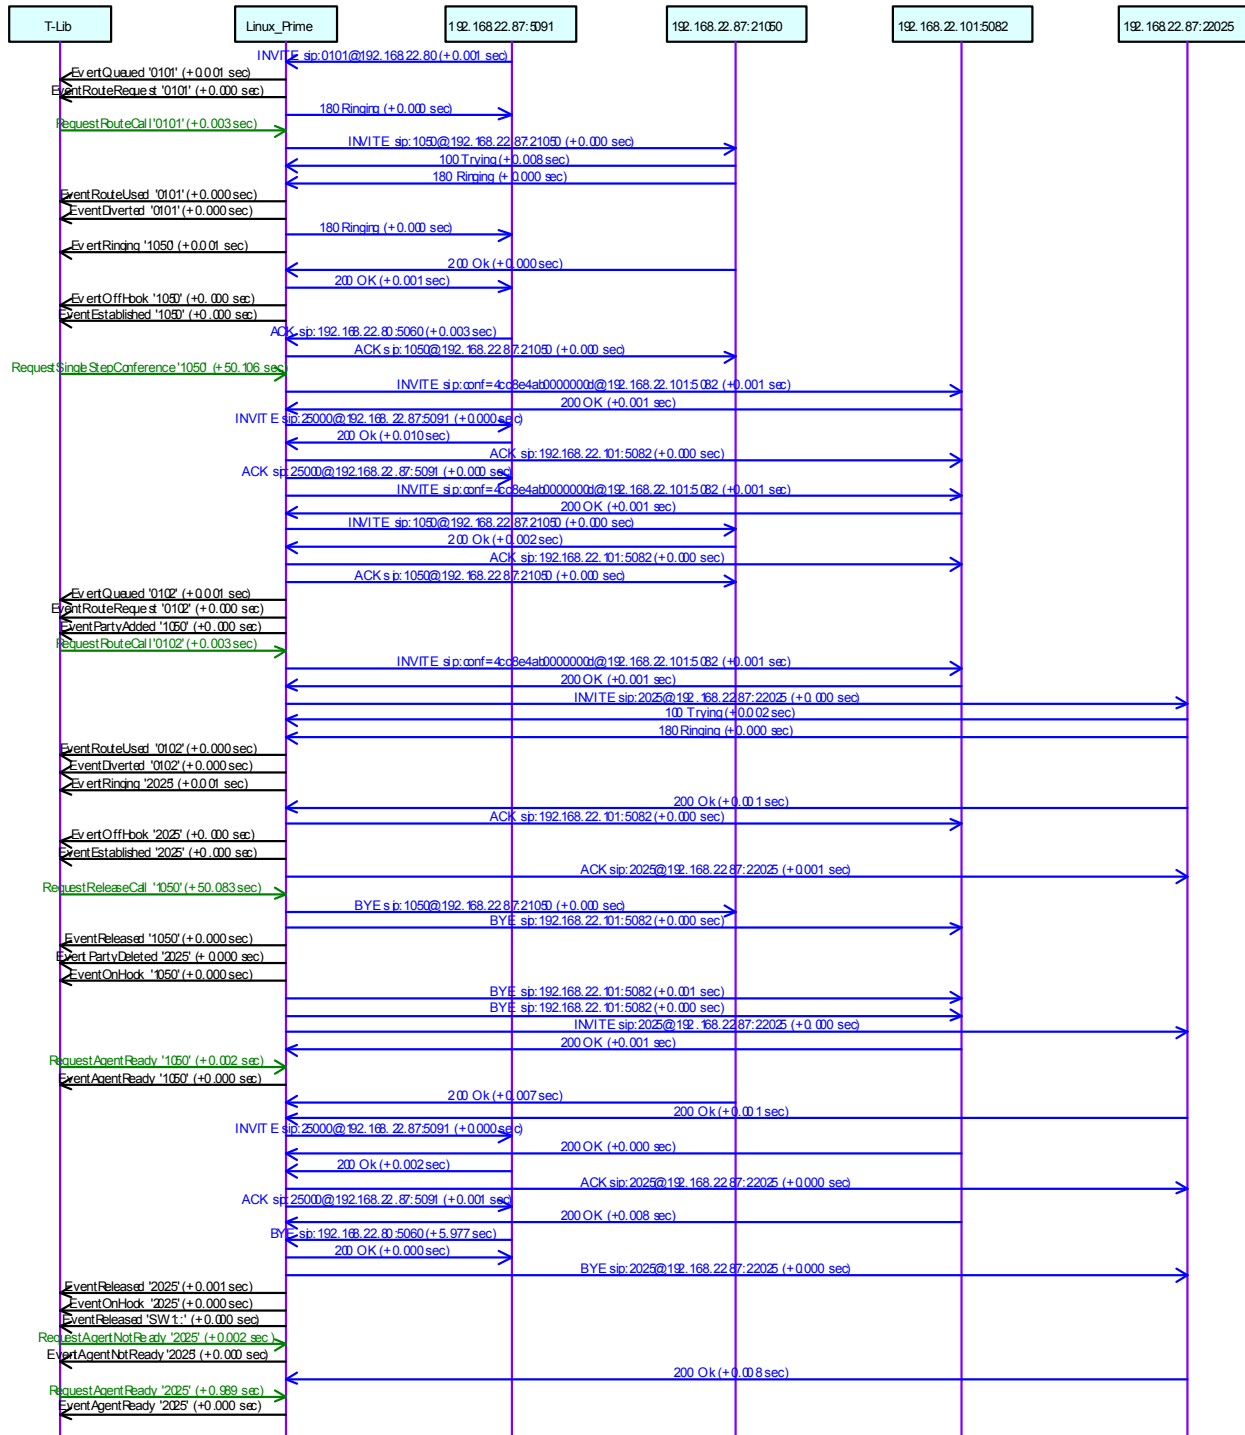 T-Lib
Linux_Prime
192.168.22.87:5091
192.168.22.87:21050
192.168.22.101:5082
192.168.22.87:22025
INVITE sip:0101@192.168.22.80 (+0.001 sec)
EventQueued '0101' (+0.001 sec)
EventRouteRequest '0101' (+0.000 sec)
180 Ringing (+0.000 sec)
RequestRouteCall '0101' (+0.003 sec)
INVITE sip:1050@192.168.22.87:21050 (+0.000 sec)
100 Trying (+0.008 sec)
180 Ringing (+0.000 sec)
EventRouteUsed '0101' (+0.000 sec)
EventDiverted '0101' (+0.000 sec)
180 Ringing (+0.000 sec)
EventRinging '1050' (+0.001 sec)
200 Ok (+0.000 sec)
200 OK (+0.001 sec)
EventOffHook '1050' (+0.000 sec)
EventEstablished '1050' (+0.000 sec)
ACK sip:192.168.22.80:5060 (+0.003 sec)
ACK sip:1050@192.168.22.87:21050 (+0.000 sec)
RequestSingleStepConference '1050' (+50.106 sec)
INVITE sip:conf=4cc8e4ab0000000d@192.168.22.101:5082 (+0.001 sec)
200 OK (+0.001 sec)
INVITE sip:25000@192.168.22.87:5091 (+0.000 sec)
200 Ok (+0.010 sec)
ACK sip:192.168.22.101:5082 (+0.000 sec)
ACK sip:25000@192.168.22.87:5091 (+0.000 sec)
INVITE sip:conf=4cc8e4ab0000000d@192.168.22.101:5082 (+0.001 sec)
200 OK (+0.001 sec)
INVITE sip:1050@192.168.22.87:21050 (+0.000 sec)
200 Ok (+0.002 sec)
ACK sip:192.168.22.101:5082 (+0.000 sec)
ACK sip:1050@192.168.22.87:21050 (+0.000 sec)
EventQueued '0102' (+0.001 sec)
EventRouteRequest '0102' (+0.000 sec)
EventPartyAdded '1050' (+0.000 sec)
RequestRouteCall '0102' (+0.003 sec)
INVITE sip:conf=4cc8e4ab0000000d@192.168.22.101:5082 (+0.001 sec)
200 OK (+0.001 sec)
INVITE sip:2025@192.168.22.87:22025 (+0.000 sec)
100 Trying (+0.002 sec)
180 Ringing (+0.000 sec)
EventRouteUsed '0102' (+0.000 sec)
EventDiverted '0102' (+0.000 sec)
EventRinging '2025' (+0.001 sec)
200 Ok (+0.001 sec)
ACK sip:192.168.22.101:5082 (+0.000 sec)
EventOffHook '2025' (+0.000 sec)
EventEstablished '2025' (+0.000 sec)
ACK sip:2025@192.168.22.87:22025 (+0.001 sec)
RequestReleaseCall '1050' (+50.083 sec)
BYE sip:1050@192.168.22.87:21050 (+0.000 sec)
BYE sip:192.168.22.101:5082 (+0.000 sec)
EventReleased '1050' (+0.000 sec)
EventPartyDeleted '2025' (+0.000 sec)
EventOnHook '1050' (+0.000 sec)
BYE sip:192.168.22.101:5082 (+0.001 sec)
BYE sip:192.168.22.101:5082 (+0.000 sec)
INVITE sip:2025@192.168.22.87:22025 (+0.000 sec)
200 OK (+0.001 sec)
RequestAgentReady '1050' (+0.002 sec)
EventAgentReady '1050' (+0.000 sec)
200 Ok (+0.007 sec)
200 Ok (+0.001 sec)
INVITE sip:25000@192.168.22.87:5091 (+0.000 sec)
200 OK (+0.000 sec)
200 Ok (+0.002 sec)
ACK sip:2025@192.168.22.87:22025 (+0.000 sec)
ACK sip:25000@192.168.22.87:5091 (+0.001 sec)
200 OK (+0.008 sec)
BYE sip:192.168.22.80:5060 (+5.977 sec)
200 OK (+0.000 sec)
BYE sip:2025@192.168.22.87:22025 (+0.000 sec)
EventReleased '2025' (+0.001 sec)
EventOnHook '2025' (+0.000 sec)
EventReleased 'SW1::' (+0.000 sec)
RequestAgentNotReady '2025' (+0.002 sec)
EventAgentNotReady '2025' (+0.000 sec)
200 Ok (+0.008 sec)
RequestAgentReady '2025' (+0.989 sec)
EventAgentReady '2025' (+0.000 sec)